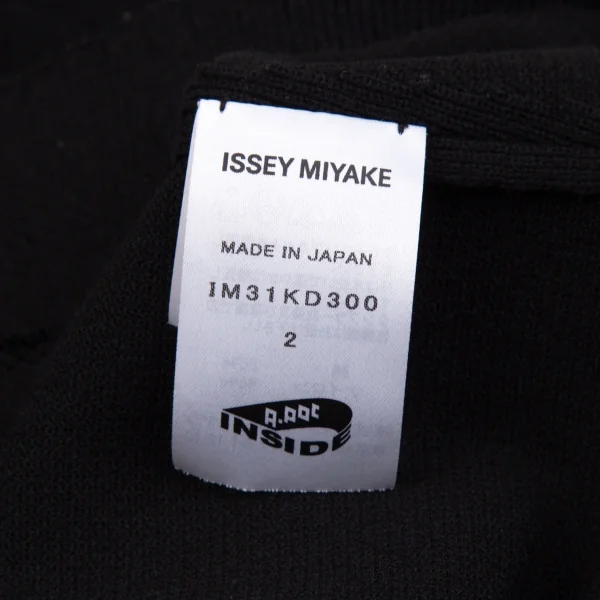 ISSEY MIYAKE
MADE IN JAPAN
IM31KD300
2
A.POC
INSIDE